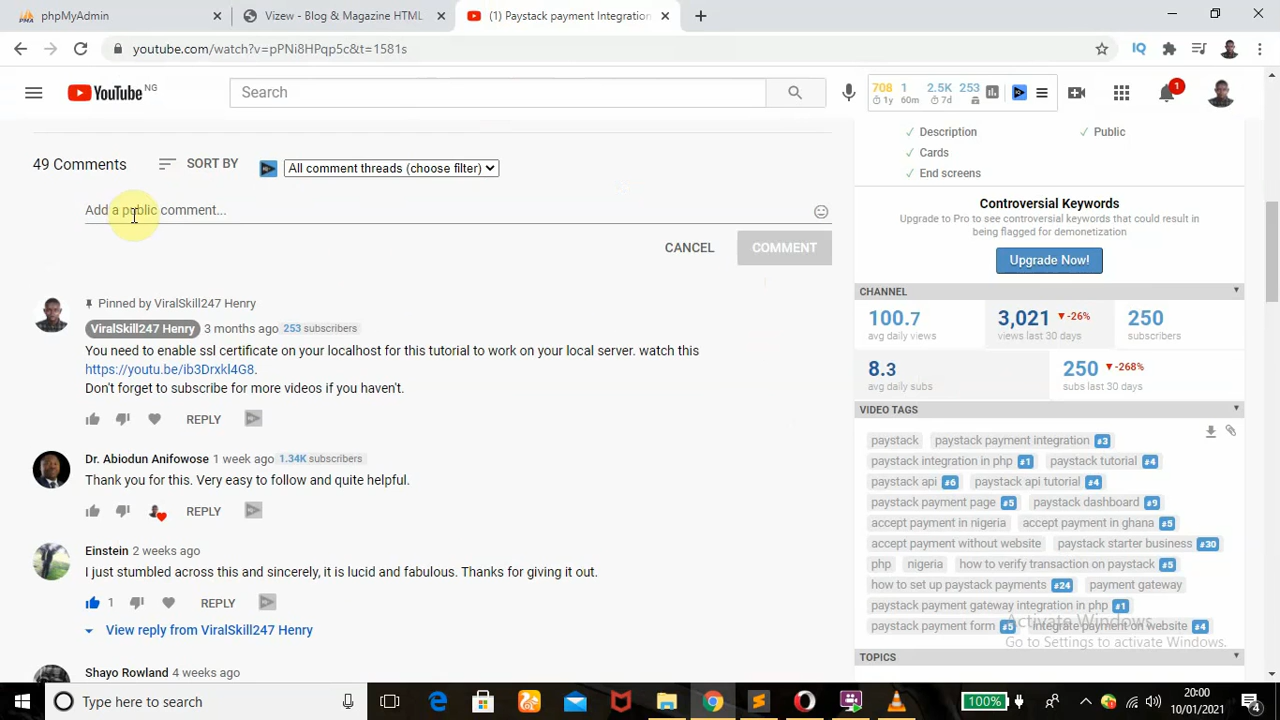 phpMyAdmin
Vizew - Blog & Magazine HTML
(1) Paystack payment Integration
youtube.com/watch?v=pPNi8HPqp5c&t=1581s
IQ
YouTube NG
Search
708 1 2.5K 253
1y 60m 7d
1
49 Comments
SORT BY
All comment threads (choose filter)
Add a public comment...
CANCEL
COMMENT
Pinned by ViralSkill247 Henry
ViralSkill247 Henry 3 months ago 253 subscribers
You need to enable ssl certificate on your localhost for this tutorial to work on your local server. watch this
https://youtu.be/ib3Drxkl4G8.
Don't forget to subscribe for more videos if you haven't.
REPLY
Dr. Abiodun Anifowose 1 week ago 1.34K subscribers
Thank you for this. Very easy to follow and quite helpful.
REPLY
Einstein 2 weeks ago
I just stumbled across this and sincerely, it is lucid and fabulous. Thanks for giving it out.
1 REPLY
View reply from ViralSkill247 Henry
Shayo Rowland 4 weeks ago
✓ Description ✓ Public
✓ Cards
✓ End screens
Controversial Keywords
Upgrade to Pro to see controversial keywords that could result in
being flagged for demonetization
Upgrade Now!
CHANNEL
100.7 3,021 -26% 250
avg daily views views last 30 days subscribers
8.3 250 -268%
avg daily subs subs last 30 days
VIDEO TAGS
paystack paystack payment integration #3
paystack integration in php #1 paystack tutorial #4
paystack api #6 paystack api tutorial #4
paystack payment page #5 paystack dashboard #9
accept payment in nigeria accept payment in ghana #5
accept payment without website paystack starter business #30
php nigeria how to verify transaction on paystack #5
how to set up paystack payments #24 payment gateway
paystack payment gateway integration in php #1
paystack payment form #5 integrate payment on website #4
Activate Windows
Go to Settings to activate Windows.
TOPICS
Type here to search
100%
20:00
10/01/2021
4